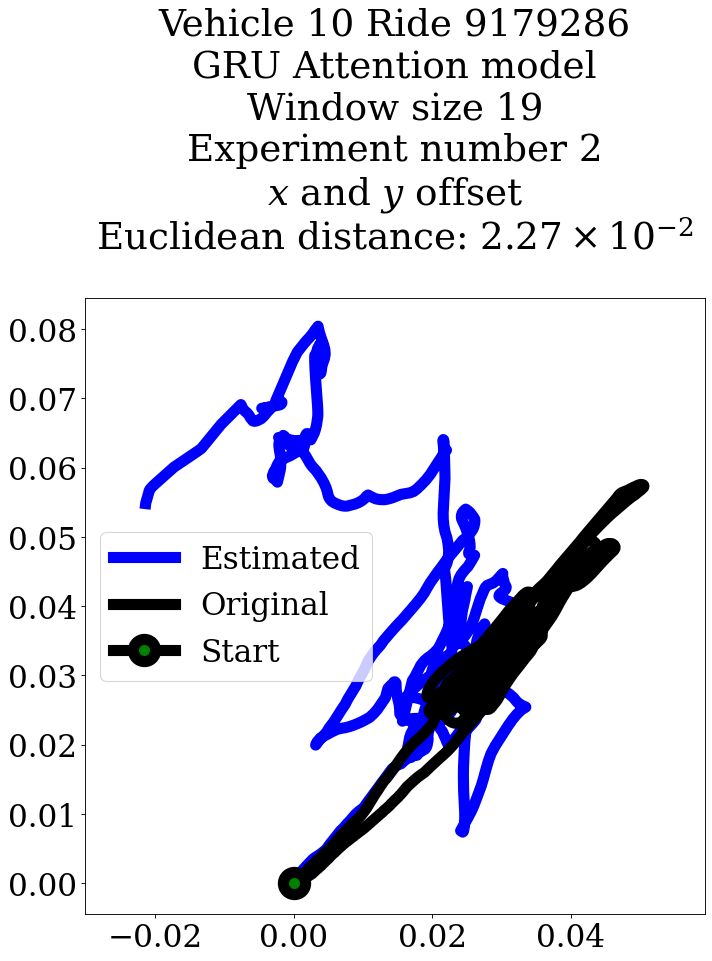 Vehicle 10 Ride 9179286
GRU Attention model
Window size 19
Experiment number 2
x and y offset
Euclidean distance: 2.27 × 10⁻²
0.08
0.07
0.06
0.05
0.04
0.03
0.02
0.01
0.00
Estimated
Original
Start
−0.02 0.00 0.02 0.04